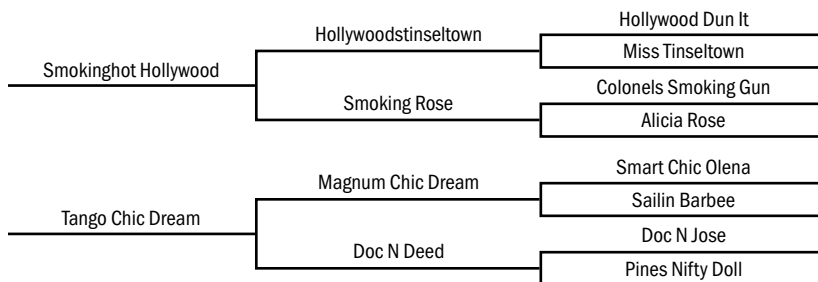 Hollywood Dun It
Hollywoodstinseltown
Miss Tinseltown
Smokinghot Hollywood
Colonels Smoking Gun
Smoking Rose
Alicia Rose
Smart Chic Olena
Magnum Chic Dream
Sailin Barbee
Tango Chic Dream
Doc N Jose
Doc N Deed
Pines Nifty Doll